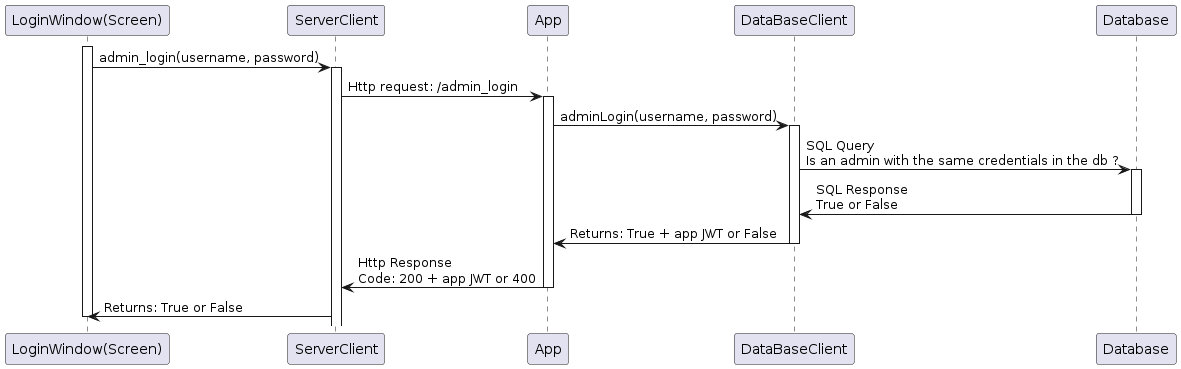 LoginWindow(Screen)
ServerClient
App
DataBaseClient
Database
admin_login(username, password)
Http request: /admin_login
adminLogin(username, password)
SQL Query
Is an admin with the same credentials in the db ?
SQL Response
True or False
Returns: True + app JWT or False
Http Response
Code: 200 + app JWT or 400
Returns: True or False
LoginWindow(Screen)
ServerClient
App
DataBaseClient
Database